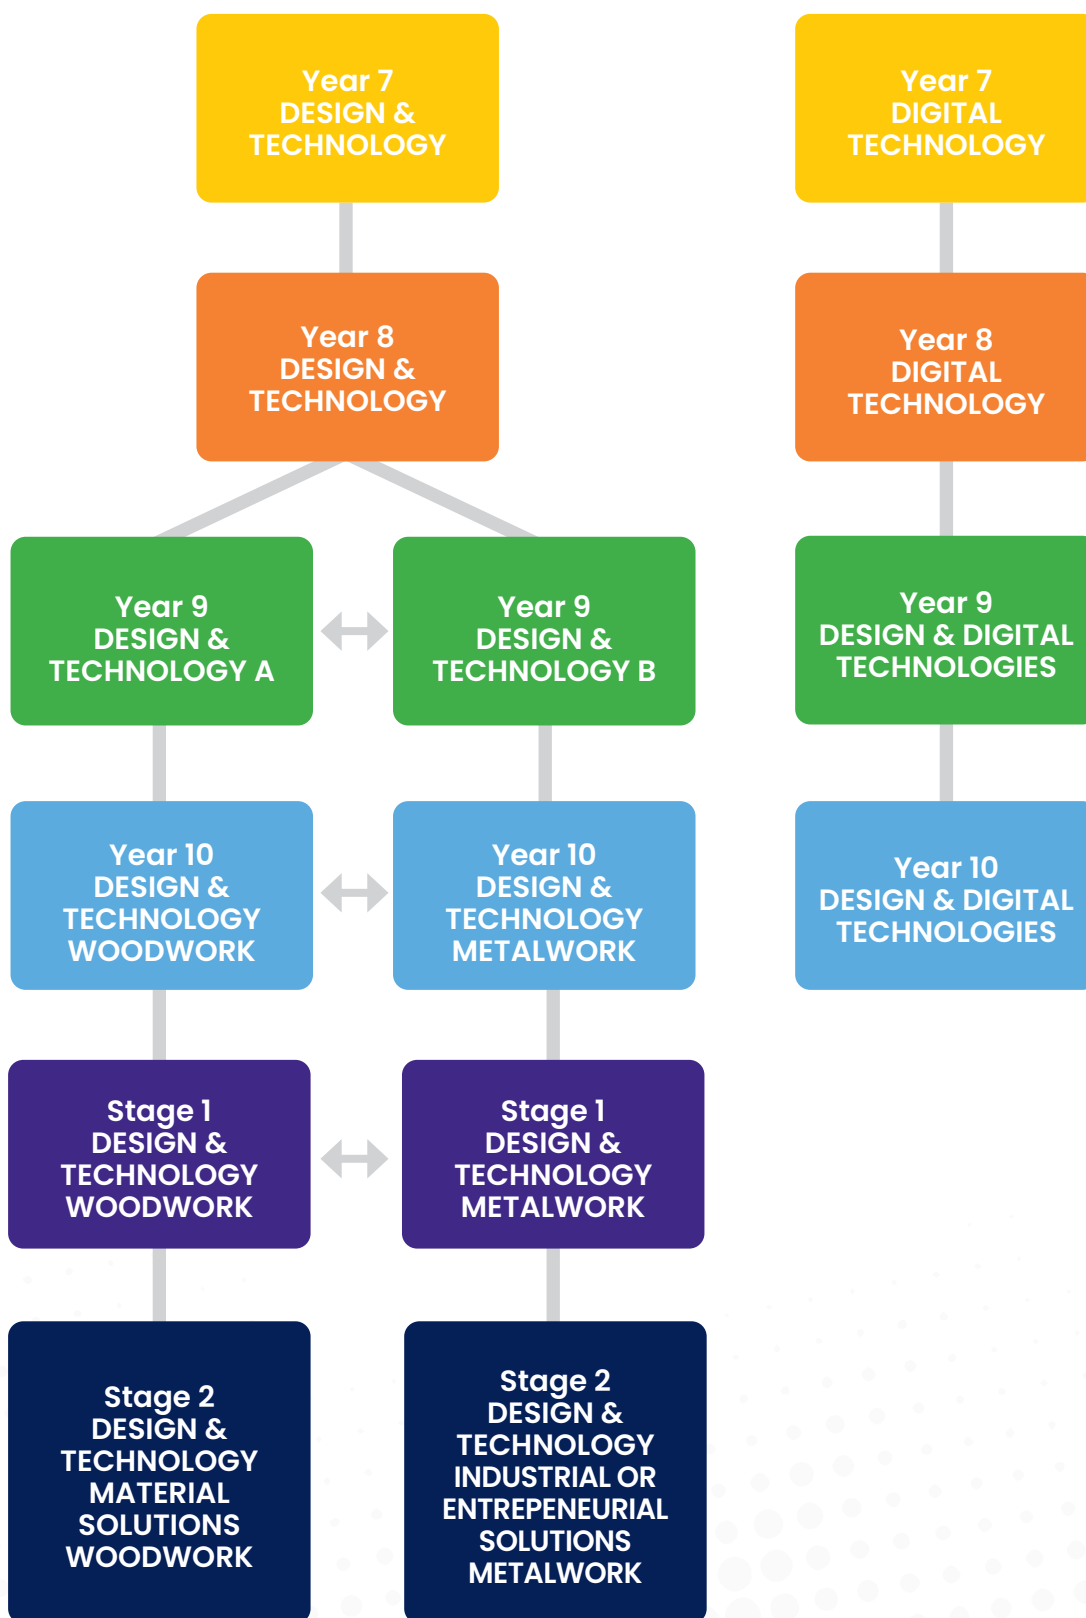 Year 7
DESIGN &
TECHNOLOGY
Year 7
DIGITAL
TECHNOLOGY
Year 8
DESIGN &
TECHNOLOGY
Year 8
DIGITAL
TECHNOLOGY
Year 9
DESIGN &
TECHNOLOGY A
Year 9
DESIGN &
TECHNOLOGY B
Year 9
DESIGN & DIGITAL
TECHNOLOGIES
Year 10
DESIGN &
TECHNOLOGY
WOODWORK
Year 10
DESIGN &
TECHNOLOGY
METALWORK
Year 10
DESIGN & DIGITAL
TECHNOLOGIES
Stage 1
DESIGN &
TECHNOLOGY
WOODWORK
Stage 1
DESIGN &
TECHNOLOGY
METALWORK
Stage 2
DESIGN &
TECHNOLOGY
MATERIAL
SOLUTIONS
WOODWORK
Stage 2
DESIGN &
TECHNOLOGY
INDUSTRIAL OR
ENTREPENEURIAL
SOLUTIONS
METALWORK